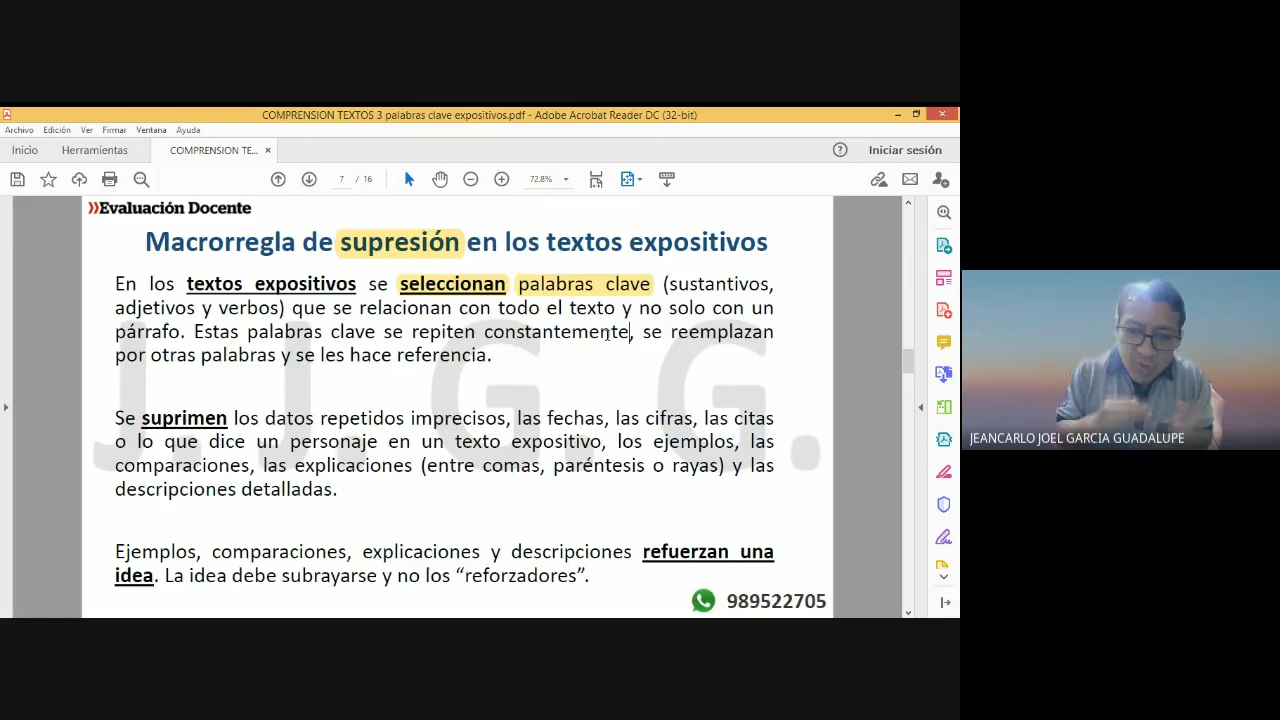 COMPRENSION TEXTOS 3 palabras clave expositivos.pdf - Adobe Acrobat Reader DC (32-bit)
Archivo Edición Ver Firmar Ventana Ayuda
Inicio Herramientas COMPRENSION TE... × Iniciar sesión
7 / 16 72.8%
»Evaluación Docente
Macrorregla de supresión en los textos expositivos
En los textos expositivos se seleccionan palabras clave (sustantivos,
adjetivos y verbos) que se relacionan con todo el texto y no solo con un
párrafo. Estas palabras clave se repiten constantemente, se reemplazan
por otras palabras y se les hace referencia.
Se suprimen los datos repetidos imprecisos, las fechas, las cifras, las citas
o lo que dice un personaje en un texto expositivo, los ejemplos, las
comparaciones, las explicaciones (entre comas, paréntesis o rayas) y las
descripciones detalladas.
Ejemplos, comparaciones, explicaciones y descripciones refuerzan una
idea. La idea debe subrayarse y no los “reforzadores”.
989522705
J. J. G. G.
JEANCARLO JOEL GARCIA GUADALUPE